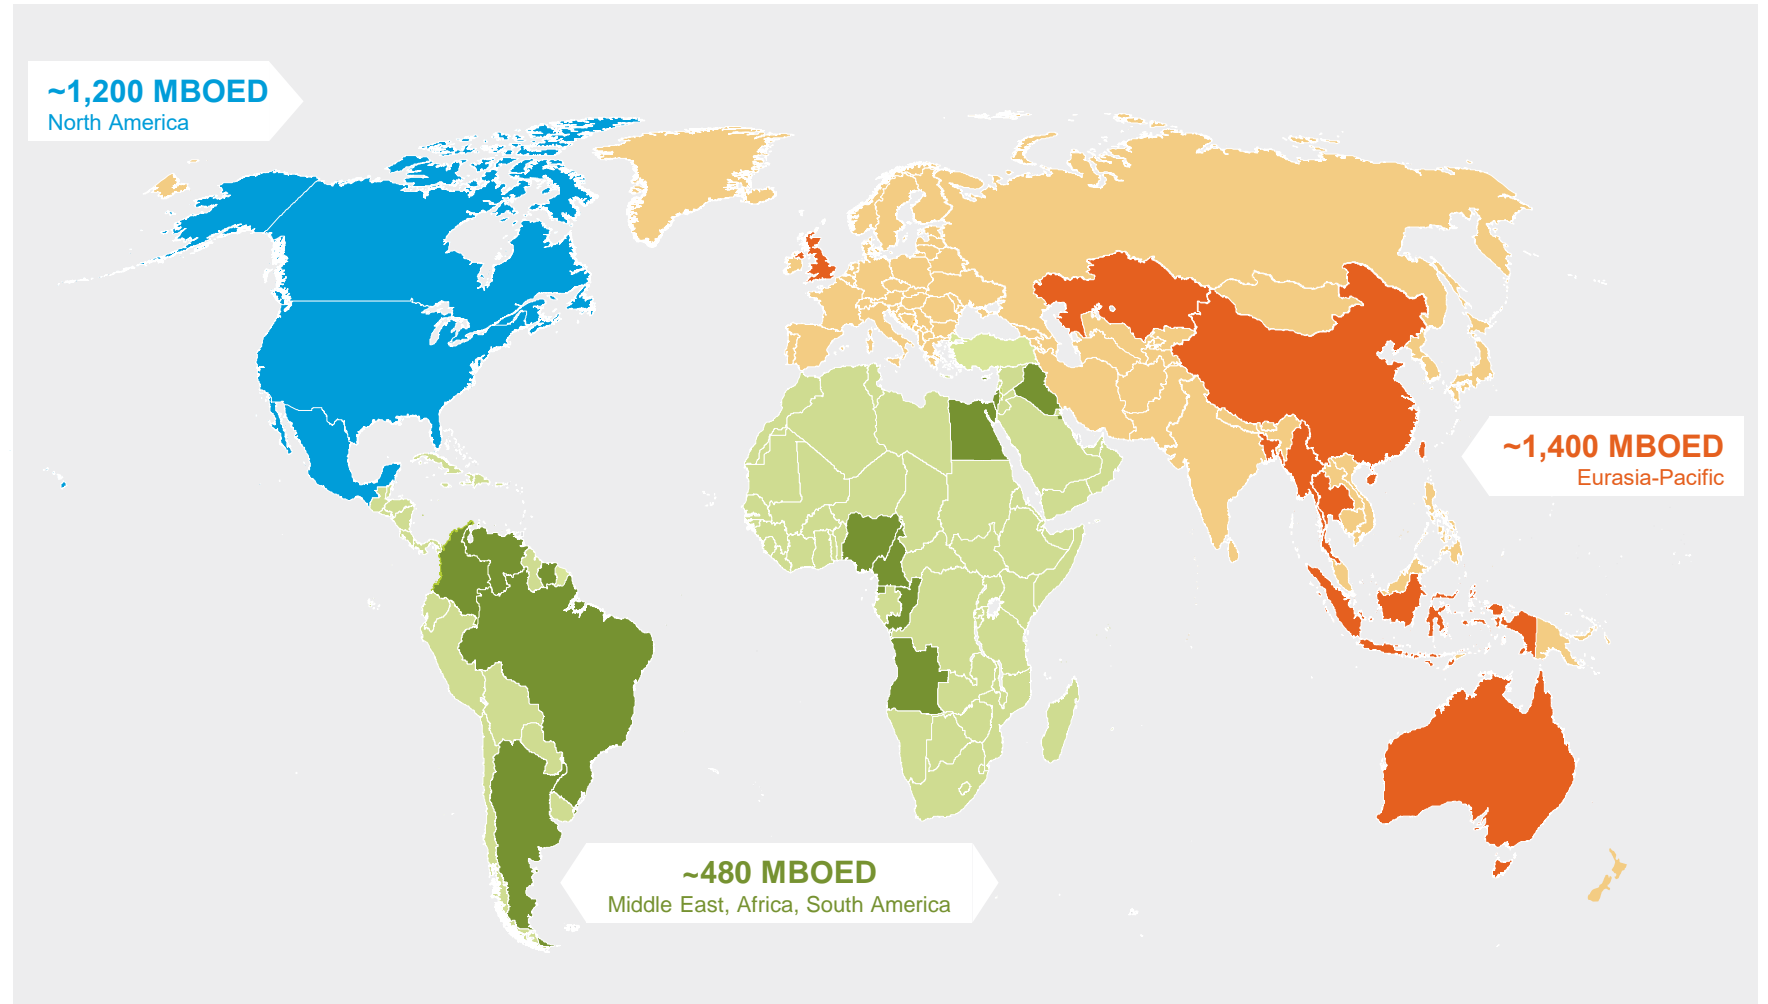 ~1,200 MBOED
North America
~1,400 MBOED
Eurasia-Pacific
~480 MBOED
Middle East, Africa, South America